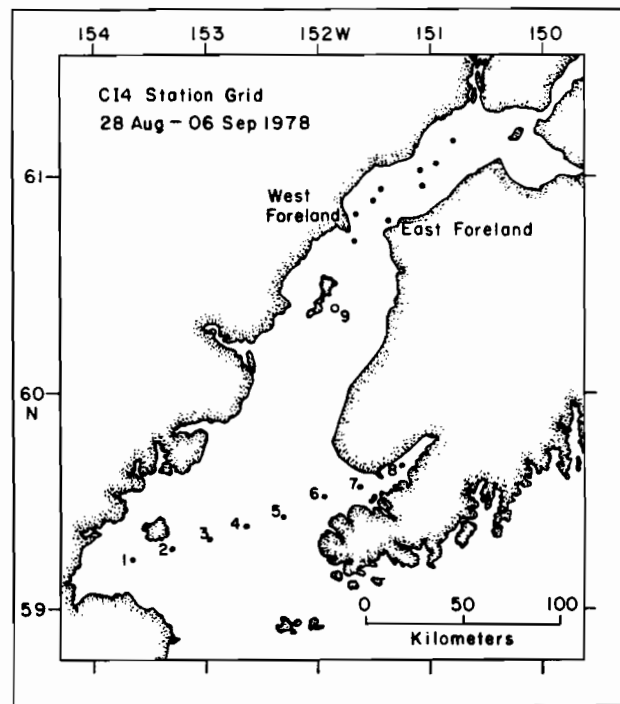 154 153 152W 151 150
CI4 Station Grid
28 Aug – 06 Sep 1978
61
West
Foreland
East Foreland
9
60
N
8
7
6
5
4
3
2
1
59
0 50 100
Kilometers